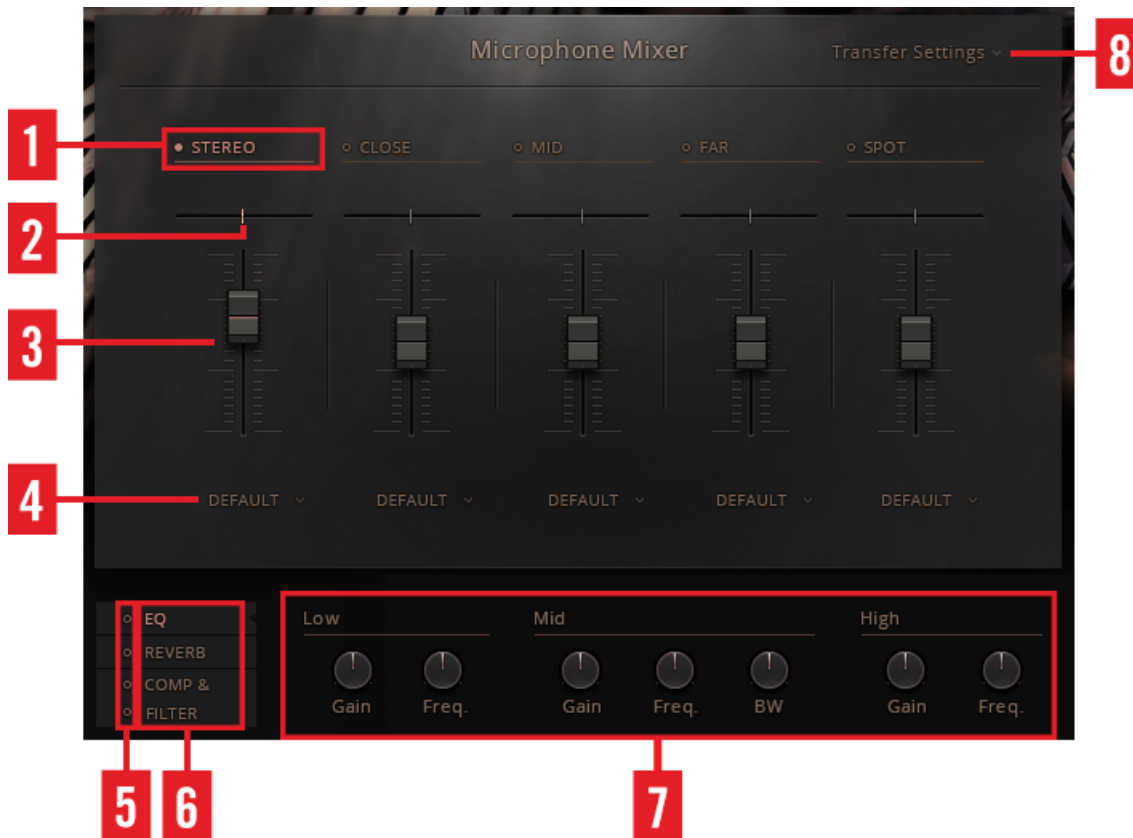 Microphone Mixer Transfer Settings 8
1 STEREO CLOSE MID FAR SPOT
2
3
4 DEFAULT DEFAULT DEFAULT DEFAULT DEFAULT
EQ Low Mid High
REVERB
COMP &
FILTER Gain Freq. Gain Freq. BW Gain Freq.
5 6 7